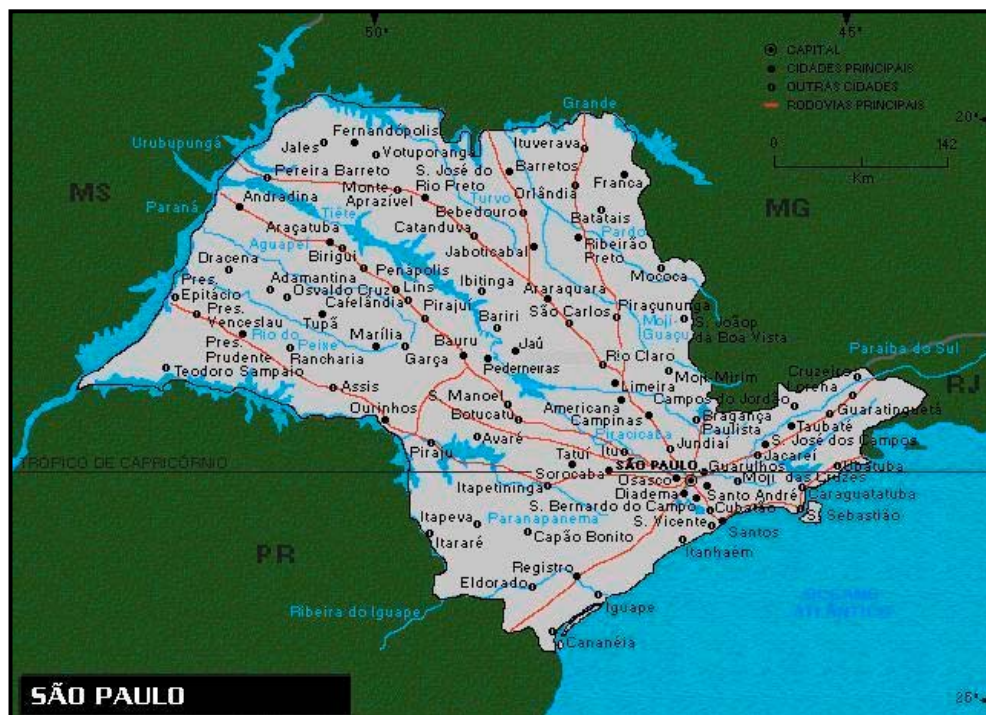 50°
45°
CAPITAL
CIDADES PRINCIPAIS
OUTRAS CIDADES
RODOVIAS PRINCIPAIS
Grande
20°
0
142
Km
Fernandópolis
Jales
Votuporanga
Ituverava
Urubupungá
Pereira Barreto
S. José do
Rio Preto
Barretos
Franca
MS
Monte
Aprazível
Turvo
Orlândia
MG
Paraná
Andradina
Tiête
Bebedouro
Batatais
Pardo
Araçatuba
Catanduva
Aguapeí
Birigui
Jaboticabal
Ribeirão
Preto
Dracena
Penápolis
Mococa
Pres.
Epitácio
Adamantina
Osvaldo Cruz
Lins
Ibitinga
Araraquara
Cafelândia
Pirajuí
São Carlos
Piraçununga
Pres.
Venceslau
Tupã
Bariri
Moji
Guaçu
S. Joãop
da Boa Vista
Rio do
Peixe
Marília
Bauru
Jaú
Pres.
Prudente
Rancharia
Garça
Pederneiras
Rio Claro
Paraíba do Sul
Teodoro Sampaio
Moji-Mirim
Cruzeiro
Lorena
Assis
Limeira
RJ
S. Manoel
Americana
Campos do Jordão
Ourinhos
Botucatu
Campinas
Bragança
Paulista
Guaratinguetá
Taubaté
Piracicaba
Avaré
Itu
Jundiaí
S. José dos Campos
Piraju
Jacareí
TRÓPICO DE CAPRICÓRNIO
Tatuí
SÃO PAULO
Guarulhos
Ubatuba
Sorocaba
Osasco
Moji das Cruzes
Itapetininga
Diadema
Santo André
Caraguatatuba
S. Bernardo do Campo
Cubatão
S. Sebastião
Itapeva
Paranapanema
S. Vicente
Santos
Itararé
Capão Bonito
Itanhaém
PR
Registro
Eldorado
Ribeira do Iguape
Iguape
OCEANO
ATLÂNTICO
Cananéia
SÃO PAULO
25°